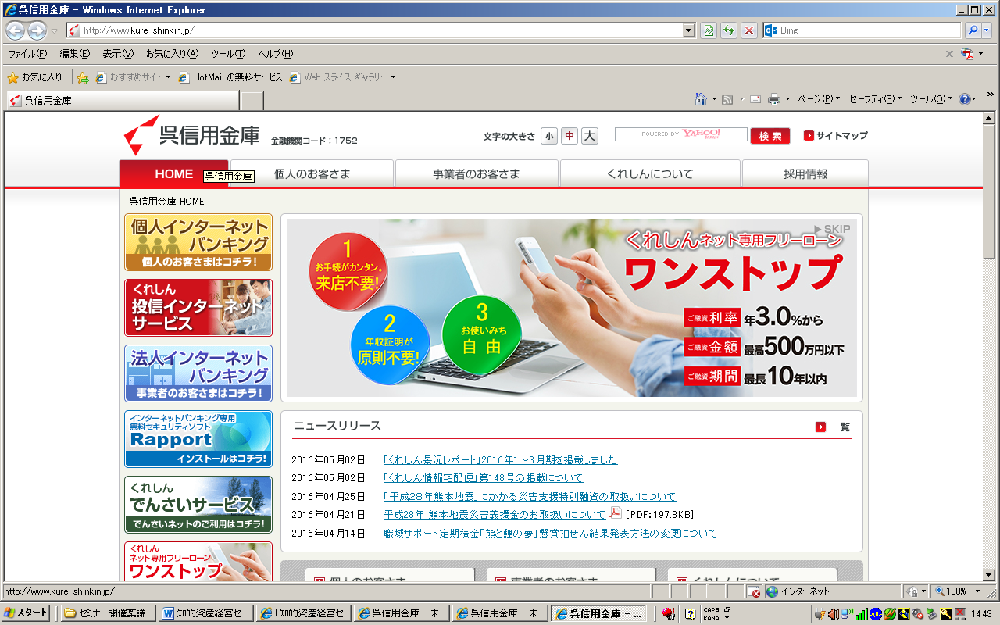 呉信用金庫 - Windows Internet Explorer
http://www.kure-shinkin.jp/
Bing
ファイル(F) 編集(E) 表示(V) お気に入り(A) ツール(T) ヘルプ(H)
お気に入り おすすめサイト HotMail の無料サービス Web スライス ギャラリー
呉信用金庫
ページ(P) セーフティ(S) ツール(O)
呉信用金庫 金融機関コード：1752
文字の大きさ 小 中 大
POWERED BY YAHOO! JAPAN
検索
サイトマップ
HOME
呉信用金庫
個人のお客さま
事業者のお客さま
くれしんについて
採用情報
呉信用金庫 HOME
個人インターネット
バンキング
個人のお客さまはコチラ!
くれしん
投信インターネット
サービス
法人インターネット
バンキング
事業者のお客さまはコチラ!
インターネットバンキング専用
無料セキュリティソフト
Rapport
インストールはコチラ!
くれしん
でんさいサービス
でんさいネットのご利用はコチラ!
くれしん
ネット専用フリーローン
ワンストップ
SKIP
1
お手続がカンタン。
来店不要!
2
年収証明が
原則不要!
3
お使いみち
自由
くれしんネット専用フリーローン
ワンストップ
ご融資利率 年3.0%から
ご融資金額 最高500万円以下
ご融資期間 最長10年以内
ニュースリリース
一覧
2016年05月02日 「くれしん景況レポート」2016年1～3月期を掲載しました
2016年05月02日 「くれしん情報宅配便」第148号の掲載について
2016年04月25日 「平成28年熊本地震」にかかる災害支援特別融資の取扱いについて
2016年04月21日 平成28年 熊本地震災害義援金のお取扱いについて [PDF:197.8KB]
2016年04月14日 職域サポート定期積金「熊と鯉の夢」懸賞抽せん結果発表方法の変更について
個人のお客さま
事業者のお客さま
くれしんについて
http://www.kure-shinkin.jp/
インターネット
100%
スタート
セミナー開催稟議
知的資産経営セ...
「知的資産経営セ...
呉信用金庫 - 未...
呉信用金庫 - 未...
呉信用金庫 - ...
CAPS
KANA
14:43